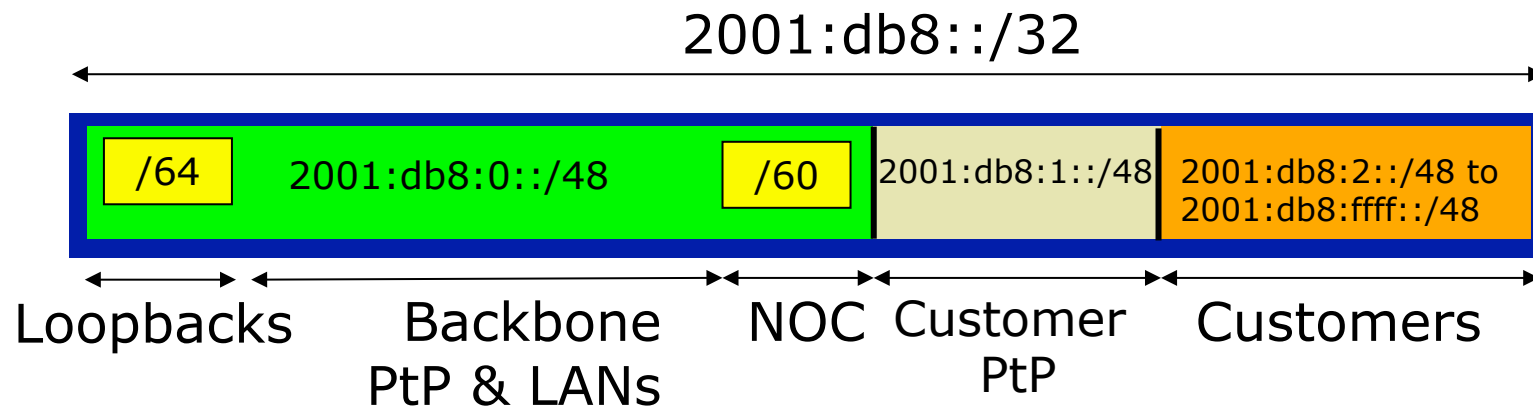 2001:db8::/32
/64
2001:db8:0::/48
/60
2001:db8:1::/48
2001:db8:2::/48 to
2001:db8:ffff::/48
Loopbacks
Backbone
PtP & LANs
NOC
Customer
PtP
Customers